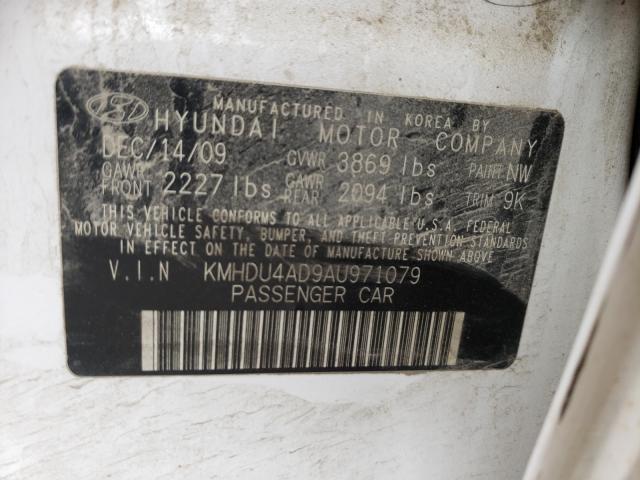 MANUFACTURED IN KOREA BY
HYUNDAI MOTOR COMPANY
DEC/14/09 GVWR 3869 lbs PAINT NW
GAWR FRONT 2227 lbs GAWR REAR 2094 lbs TRIM 9K
THIS VEHICLE CONFORMS TO ALL APPLICABLE U.S.A. FEDERAL
MOTOR VEHICLE SAFETY, BUMPER, AND THEFT PREVENTION STANDARDS
IN EFFECT ON THE DATE OF MANUFACTURE SHOWN ABOVE
V.I.N KMHDU4AD9AU971079
PASSENGER CAR